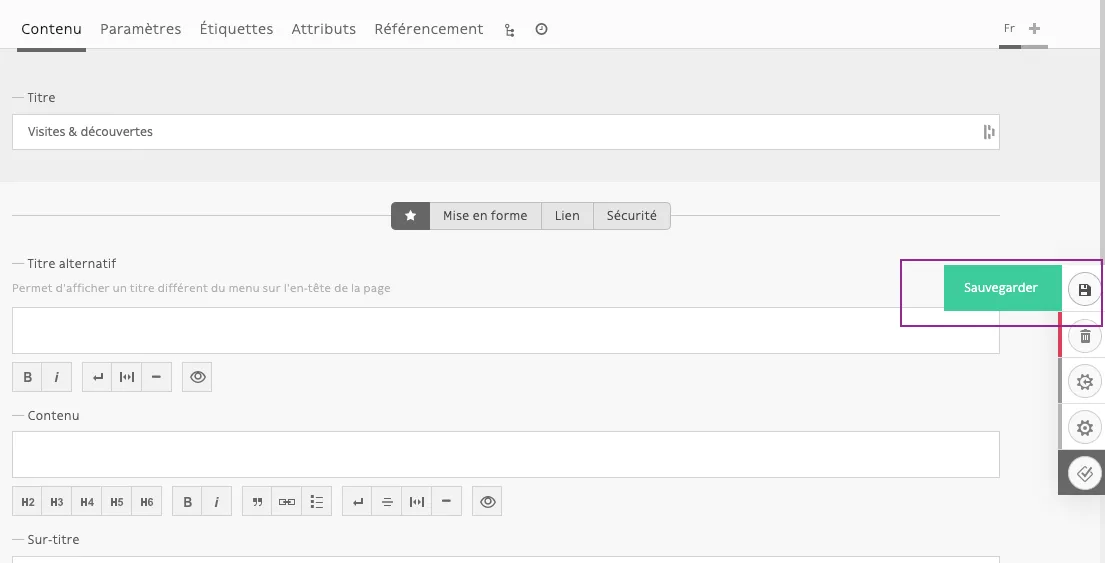 Contenu Paramètres Étiquettes Attributs Référencement Fr
Titre
Visites & découvertes
Mise en forme Lien Sécurité
Titre alternatif
Permet d'afficher un titre différent du menu sur l'en-tête de la page
Sauvegarder
B i
Contenu
H2 H3 H4 H5 H6 B i
Sur-titre